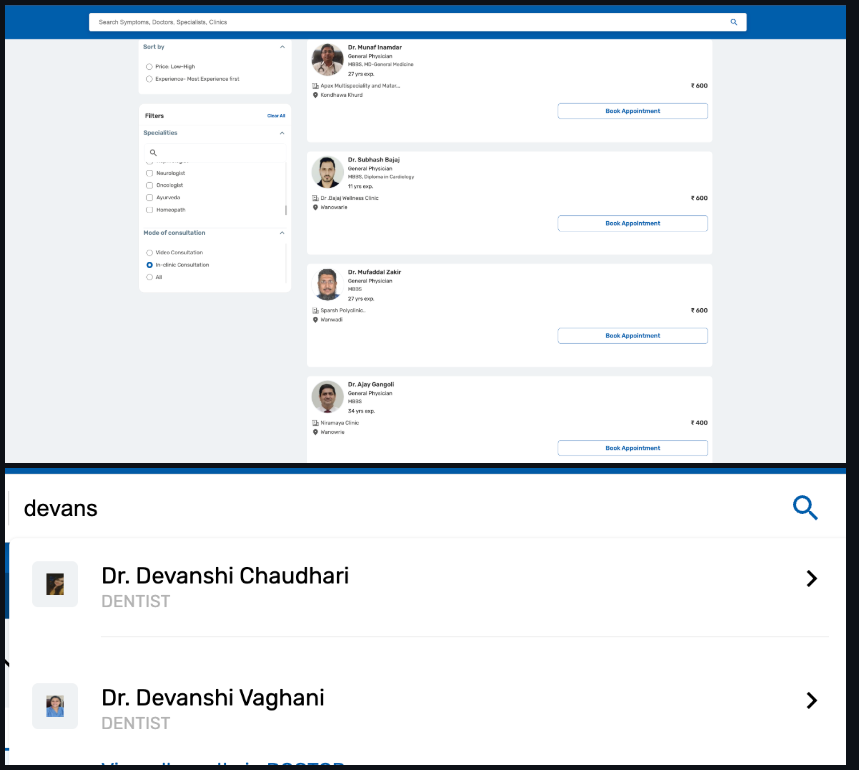 Search Symptoms, Doctors, Specialists, Clinics
Sort by
Price: Low-High
Experience- Most Experience first
Filters
Clear All
Specialities
Neurologist
Oncologist
Ayurveda
Homeopath
Mode of consultation
Video Consultation
In-clinic Consultation
All
Dr. Munaf Inamdar
General Physician
MBBS, MD-General Medicine
27 yrs exp.
Apex Multispeciality and Mater...
₹ 600
Kondhawa Khurd
Book Appointment
Dr. Subhash Bajaj
General Physician
MBBS, Diploma in Cardiology
11 yrs exp.
Dr .Bajaj Wellness Clinic
₹ 600
Wanowarie
Book Appointment
Dr. Mufaddal Zakir
General Physician
MBBS
27 yrs exp.
Sparsh Polyclinic.
₹ 600
Wanwadi
Book Appointment
Dr. Ajay Gangoli
General Physician
MBBS
34 yrs exp.
Niramaya Clinic
₹ 400
Wanowrie
Book Appointment
devans
Dr. Devanshi Chaudhari
DENTIST
Dr. Devanshi Vaghani
DENTIST